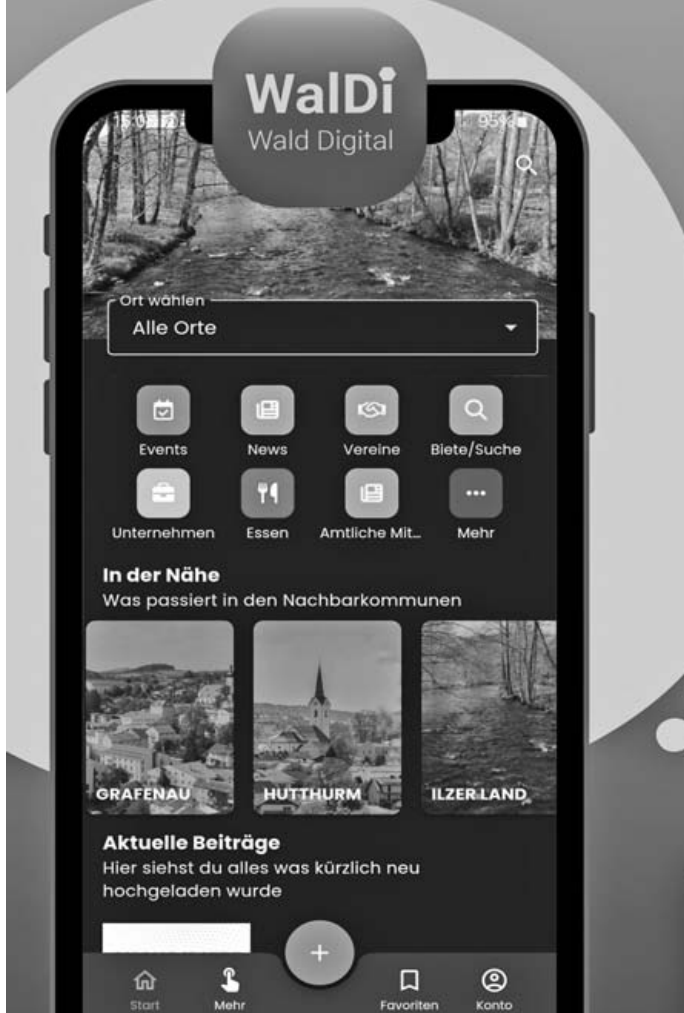 WalDi
Wald Digital
95%
Ort wählen
Alle Orte
Events
News
Vereine
Biete/Suche
Unternehmen
Essen
Amtliche Mit...
Mehr
In der Nähe
Was passiert in den Nachbarkommunen
GRAFENAU
HUTTHURM
ILZER LAND
Aktuelle Beiträge
Hier siehst du alles was kürzlich neu
hochgeladen wurde
Start
Mehr
Favoriten
Konto